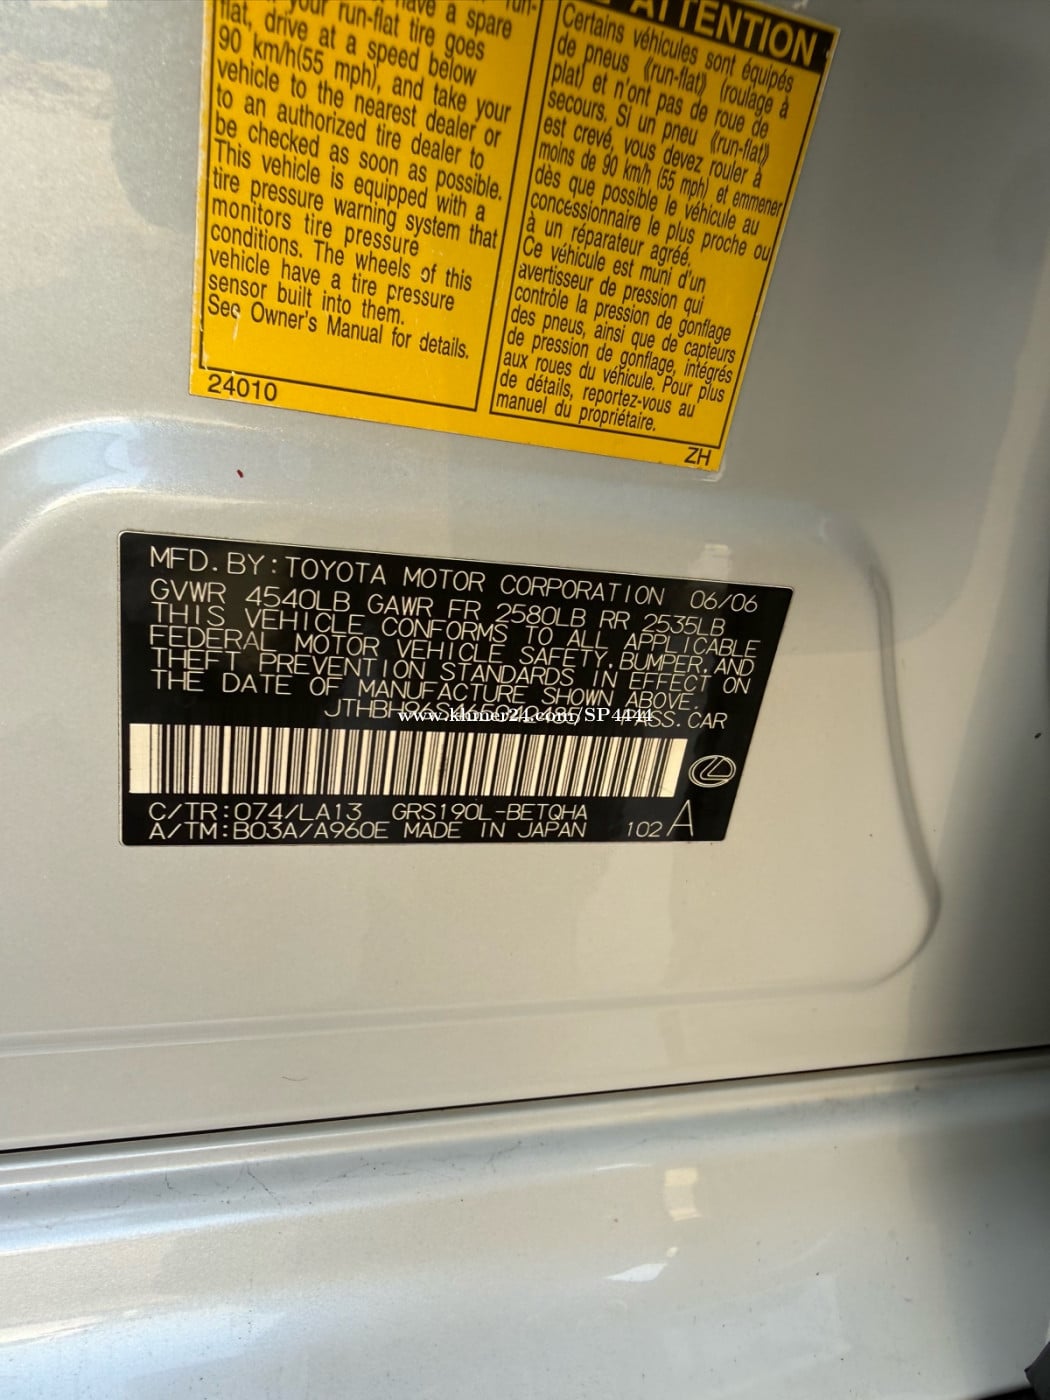 have a spare
your run-flat tire goes
flat, drive at a speed below
90 km/h(55 mph), and take your
vehicle to the nearest dealer or
to an authorized tire dealer to
be checked as soon as possible.
This vehicle is equipped with a
tire pressure warning system that
monitors tire pressure
conditions. The wheels of this
vehicle have a tire pressure
sensor built into them.
See Owner's Manual for details.
24010
ATTENTION
Certains véhicules sont équipés
de pneus «run-flat» (roulage à
plat) et n'ont pas de roue de
secours. Si un pneu «run-flat»
est crevé, vous devez rouler à
moins de 90 km/h (55 mph) et emmener
dès que possible le véhicule au
concessionnaire le plus proche ou
à un réparateur agréé.
Ce véhicule est muni d'un
avertisseur de pression qui
contrôle la pression de gonflage
des pneus, ainsi que de capteurs
de pression de gonflage, intégrés
aux roues du véhicule. Pour plus
de détails, reportez-vous au
manuel du propriétaire.
ZH
MFD. BY: TOYOTA MOTOR CORPORATION 06/06
GVWR 4540LB GAWR FR 2580LB RR 2535LB
THIS VEHICLE CONFORMS TO ALL APPLICABLE
FEDERAL MOTOR VEHICLE SAFETY, BUMPER, AND
THEFT PREVENTION STANDARDS IN EFFECT ON
THE DATE OF MANUFACTURE SHOWN ABOVE.
PASS. CAR
www.khmer24.com/SP4444
C/TR: 074/LA13 GRS190L-BETQHA
A/TM: B03A/A960E MADE IN JAPAN 102 A